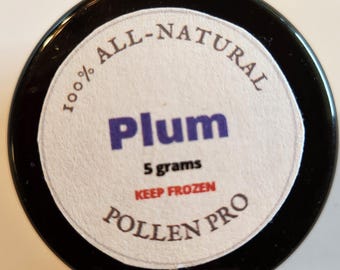 100% ALL-NATURAL
Plum
5 grams
KEEP FROZEN
POLLEN PRO